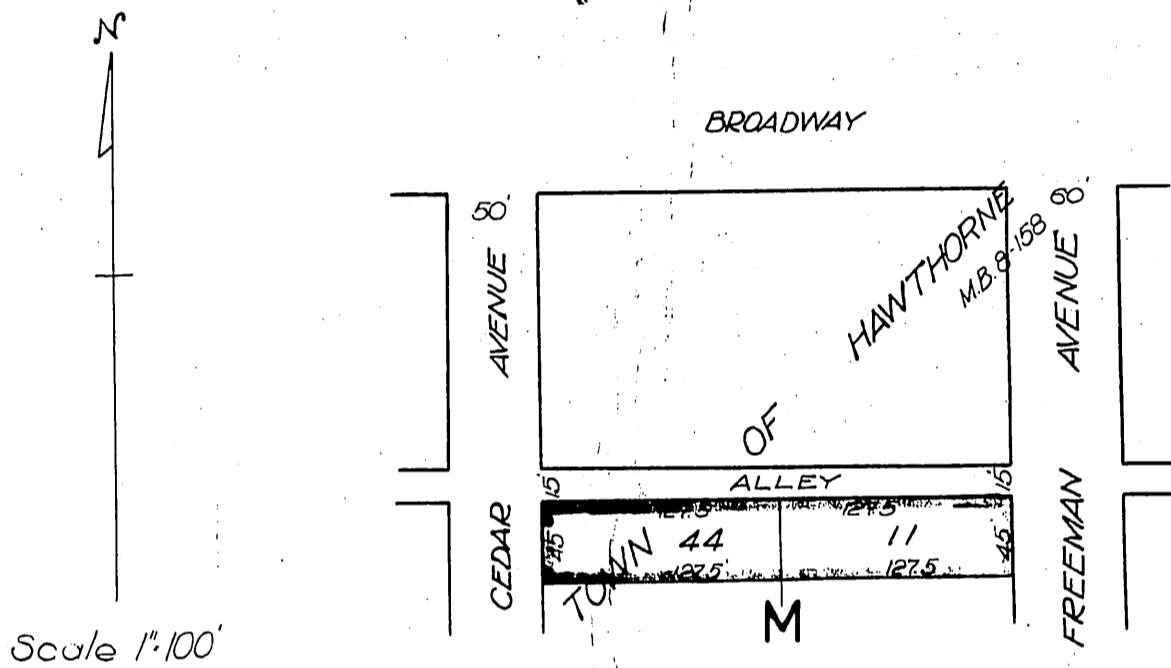 N
BROADWAY
50'
60'
AVENUE
AVENUE
TOWN OF HAWTHORNE
M.B. 8-158
15'
ALLEY
15'
CEDAR
FREEMAN
127.5
127.5
45
44
11
45
127.5
127.5
M
Scale 1"=100'